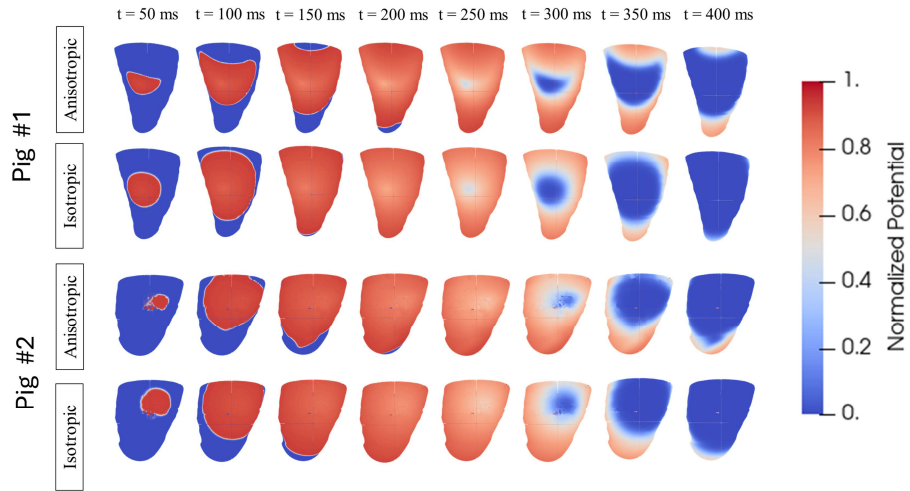 t = 50 ms t = 100 ms t = 150 ms t = 200 ms t = 250 ms t = 300 ms t = 350 ms t = 400 ms
Pig #1
Anisotropic
Isotropic
Pig #2
Anisotropic
Isotropic
1.
0.8
0.6
0.4
0.2
0.
Normalized Potential